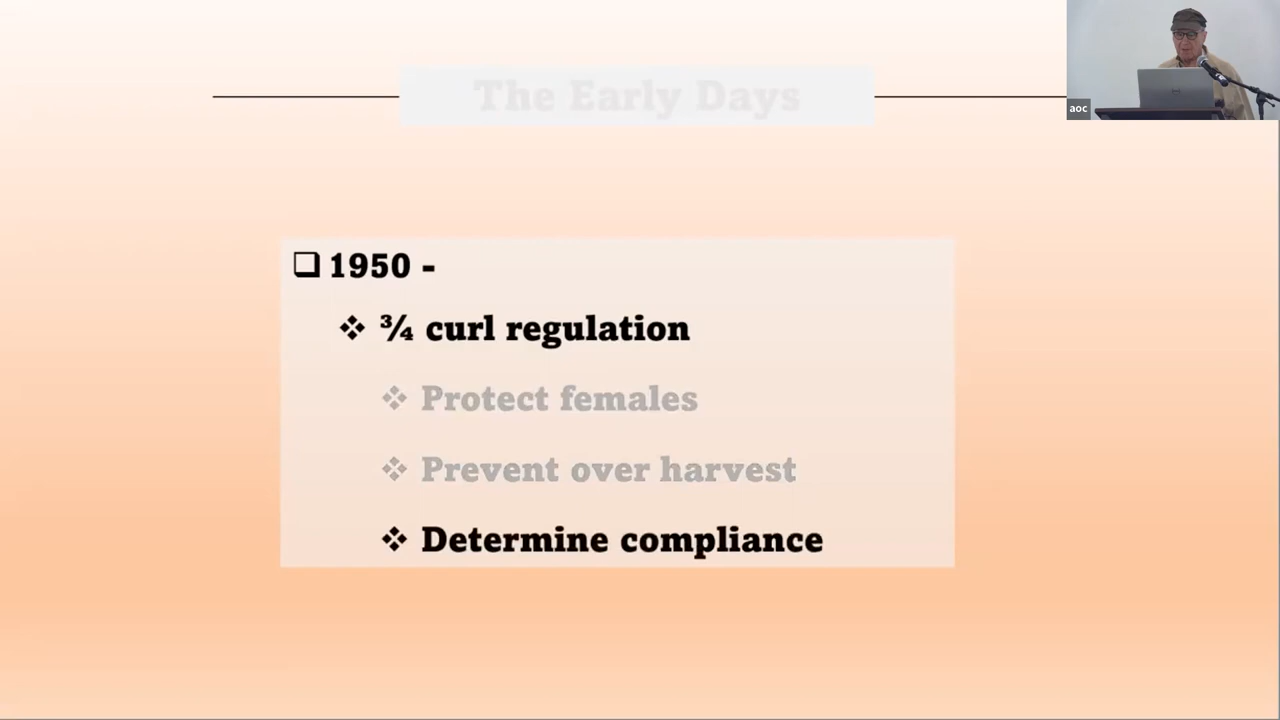 The Early Days
aoc
1950 -
¾ curl regulation
Protect females
Prevent over harvest
Determine compliance